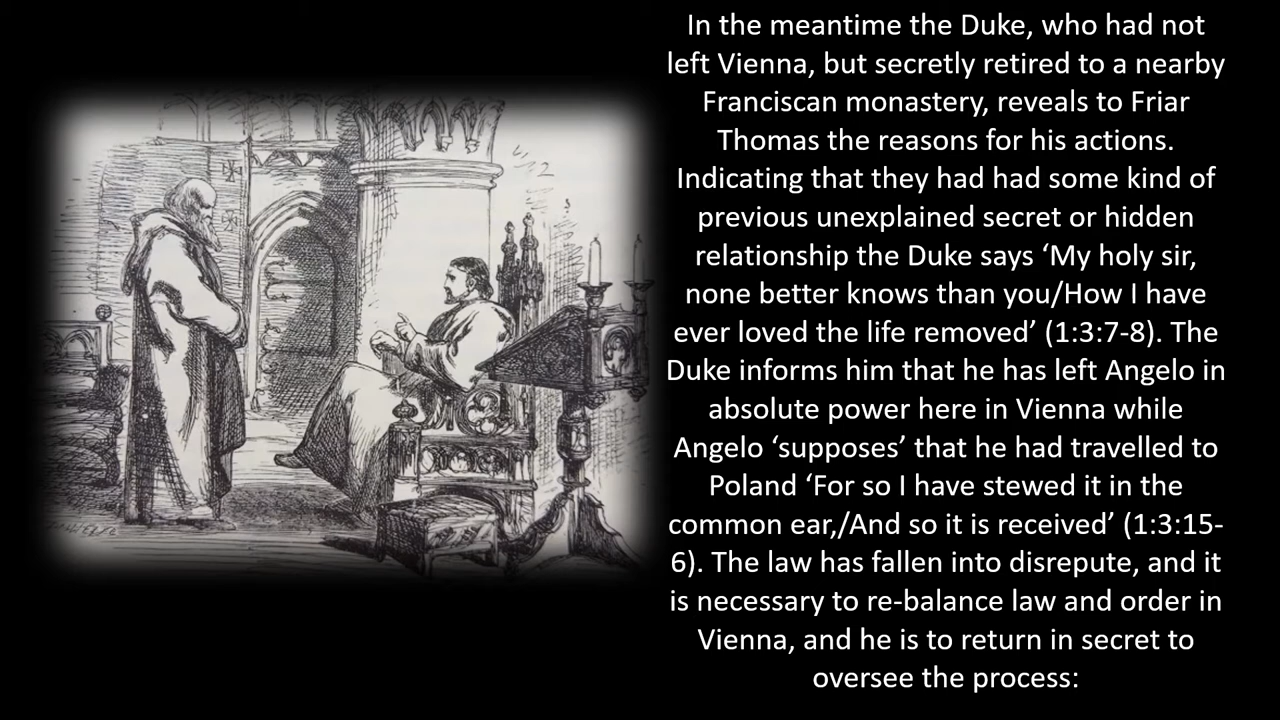 In the meantime the Duke, who had not
left Vienna, but secretly retired to a nearby
Franciscan monastery, reveals to Friar
Thomas the reasons for his actions.
Indicating that they had had some kind of
previous unexplained secret or hidden
relationship the Duke says ‘My holy sir,
none better knows than you/How I have
ever loved the life removed’ (1:3:7-8). The
Duke informs him that he has left Angelo in
absolute power here in Vienna while
Angelo ‘supposes’ that he had travelled to
Poland ‘For so I have stewed it in the
common ear,/And so it is received’ (1:3:15-
6). The law has fallen into disrepute, and it
is necessary to re-balance law and order in
Vienna, and he is to return in secret to
oversee the process: